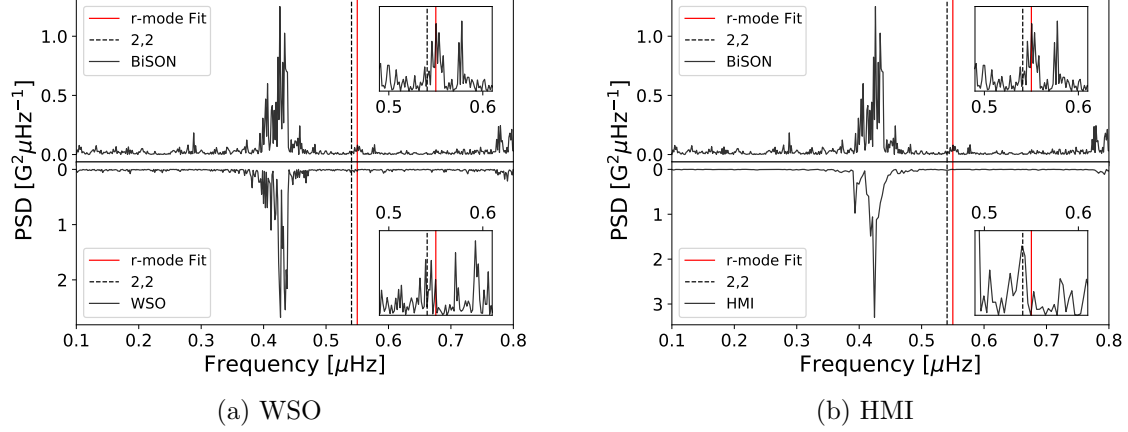 PSD [G²μHz⁻¹]
1.0
0.5
0.0
0
1
2
r-mode Fit
2,2
BiSON
0.5
0.6
0.5
0.6
r-mode Fit
2,2
WSO
0.1
0.2
0.3
0.4
0.5
0.6
0.7
0.8
Frequency [μHz]
(a) WSO
PSD [G²μHz⁻¹]
1.0
0.5
0.0
0
1
2
3
r-mode Fit
2,2
BiSON
0.5
0.6
0.5
0.6
r-mode Fit
2,2
HMI
0.1
0.2
0.3
0.4
0.5
0.6
0.7
0.8
Frequency [μHz]
(b) HMI